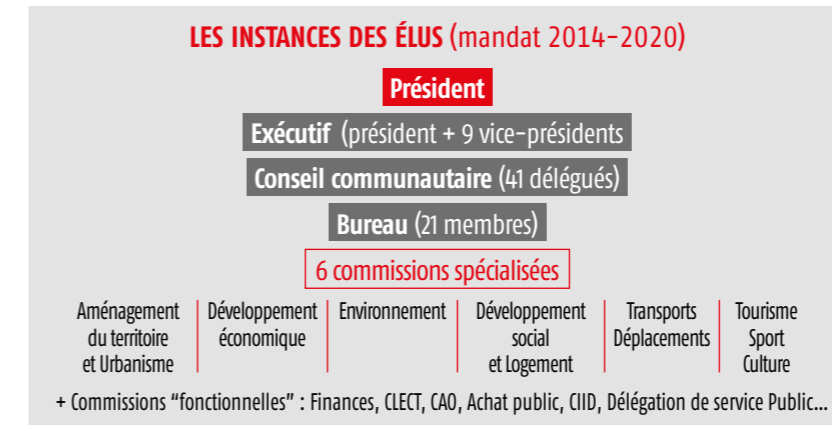 LES INSTANCES DES ÉLUS (mandat 2014-2020)
Président
Exécutif (président + 9 vice-présidents
Conseil communautaire (41 délégués)
Bureau (21 membres)
6 commissions spécialisées
Aménagement
du territoire
et Urbanisme
Développement
économique
Environnement
Développement
social
et Logement
Transports
Déplacements
Tourisme
Sport
Culture
+ Commissions “fonctionnelles” : Finances, CLECT, CAO, Achat public, CIID, Délégation de service Public...